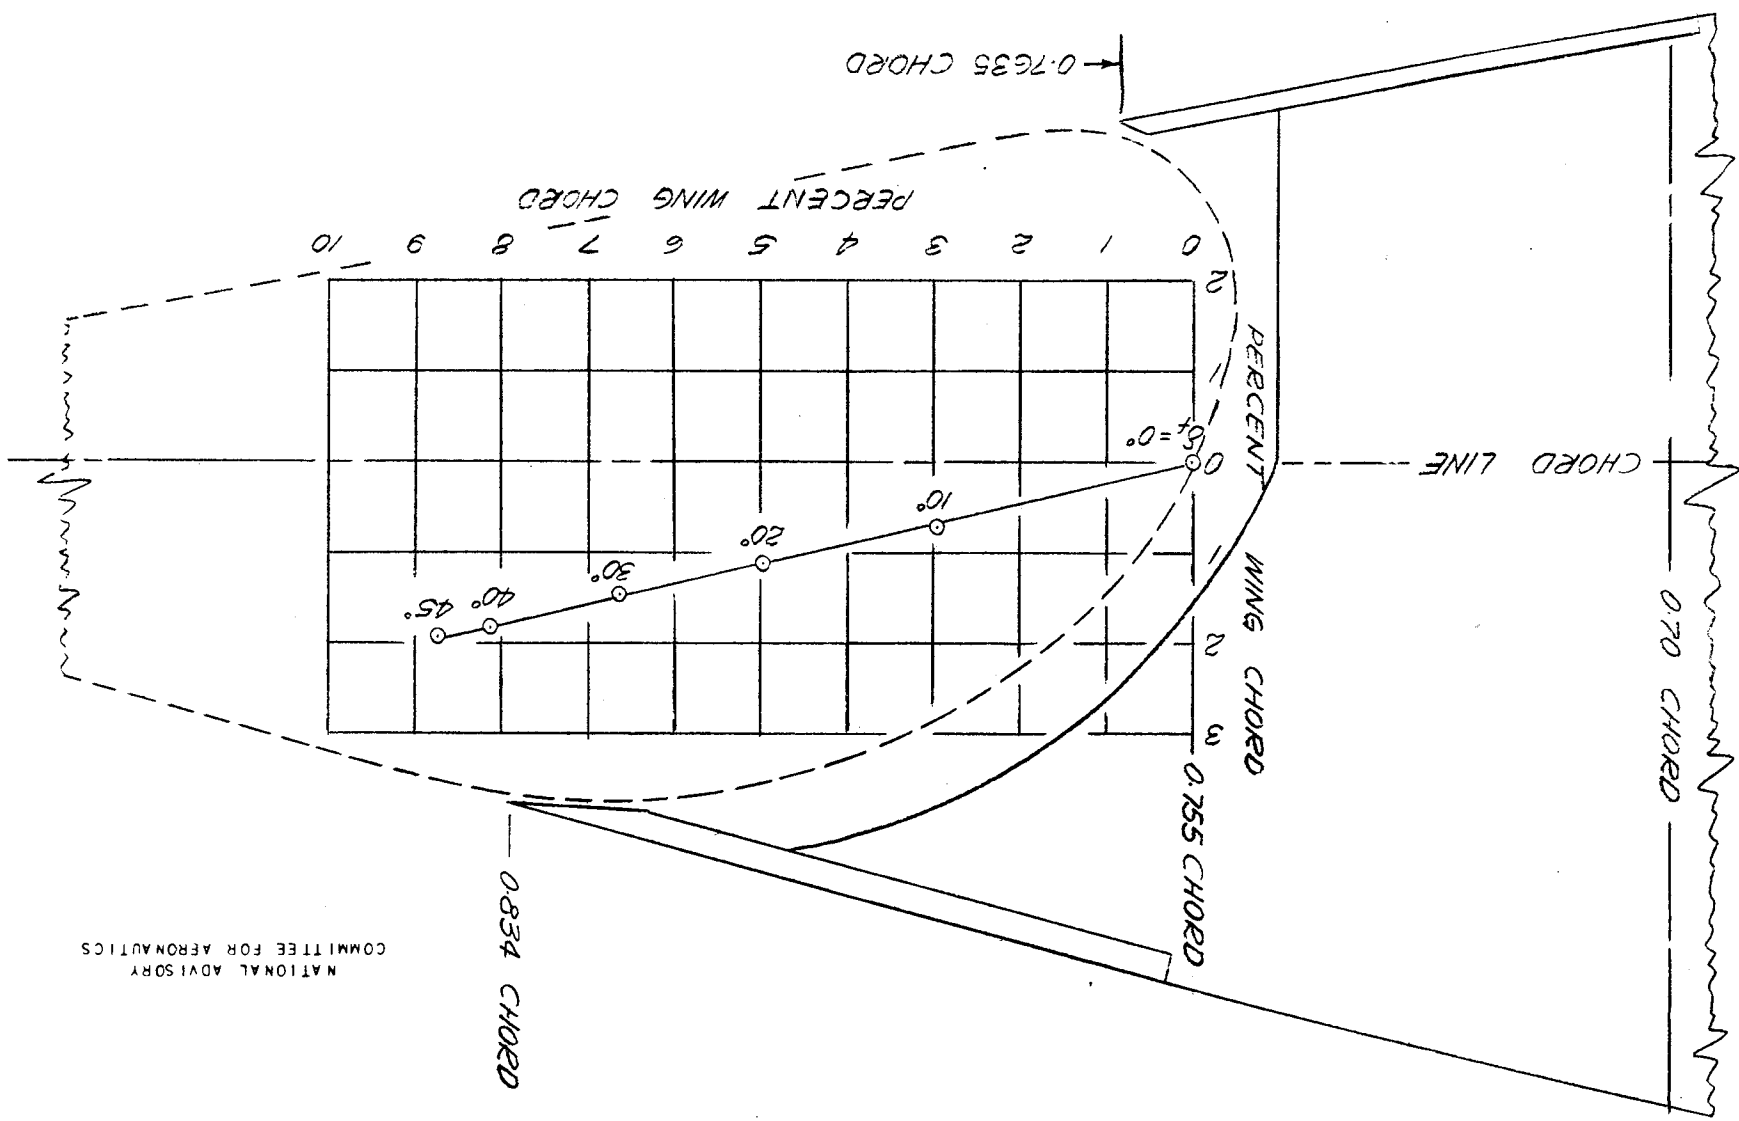 0.7635 CHORD
PERCENT WING CHORD
10 9 8 7 6 5 4 3 2 1 0
2
1
0
1
2
3
PERCENT WING CHORD
δf=0°
10°
20°
30°
40°
45°
CHORD LINE
0.70 CHORD
0.755 CHORD
0.834 CHORD
NATIONAL ADVISORY
COMMITTEE FOR AERONAUTICS